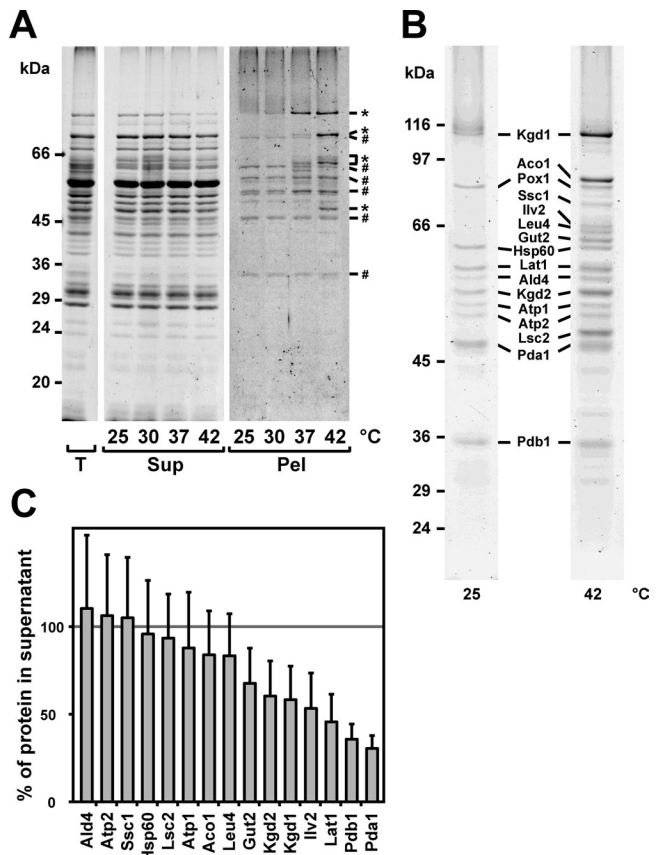 A
kDa
66
45
36
29
24
20
*
*
#
*
#
#
#
*
#
#
25 30 37 42 25 30 37 42 °C
T Sup Pel
B
kDa
116
97
66
45
36
29
24
Kgd1
Aco1
Pox1
Ssc1
Ilv2
Leu4
Gut2
Hsp60
Lat1
Ald4
Kgd2
Atp1
Atp2
Lsc2
Pda1
Pdb1
25 42 °C
C
% of protein in supernatant
100
50
0
Ald4 Atp2 Ssc1 Hsp60 Lsc2 Atp1 Aco1 Leu4 Gut2 Kgd2 Kgd1 Ilv2 Lat1 Pdb1 Pda1